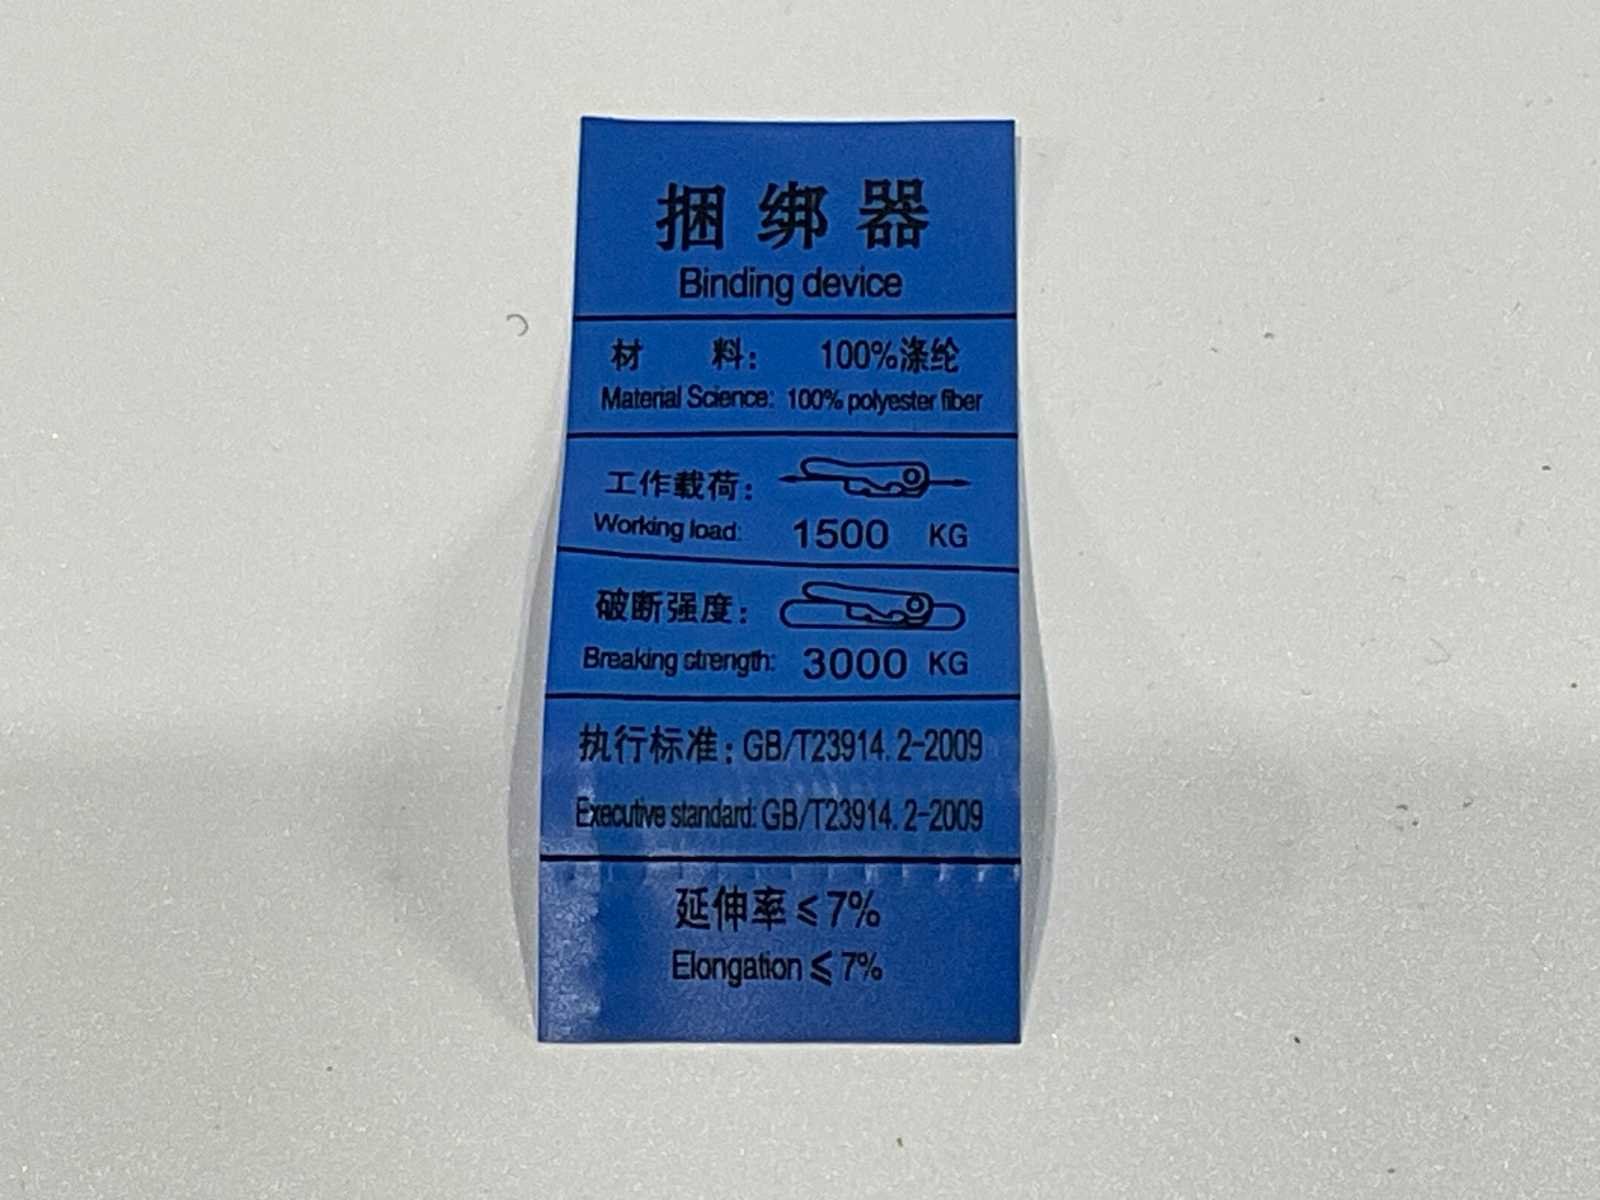 捆绑器
Binding device
材 料： 100%涤纶
Material Science: 100% polyester fiber
工作载荷：
Working load: 1500 KG
破断强度：
Breaking strength: 3000 KG
执行标准：GB/T23914.2-2009
Executive standard: GB/T23914.2-2009
延伸率≤7%
Elongation≤7%